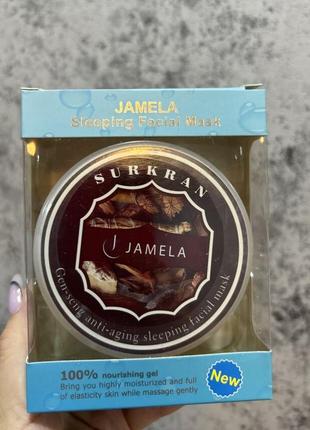 JAMELA
Sleeping Facial Mask
SURKRAN
JAMELA
Gen-seng anti-aging sleeping facial mask
100% nourishing gel
Bring you highly moisturized and full
of elasticity skin while massage gently
New